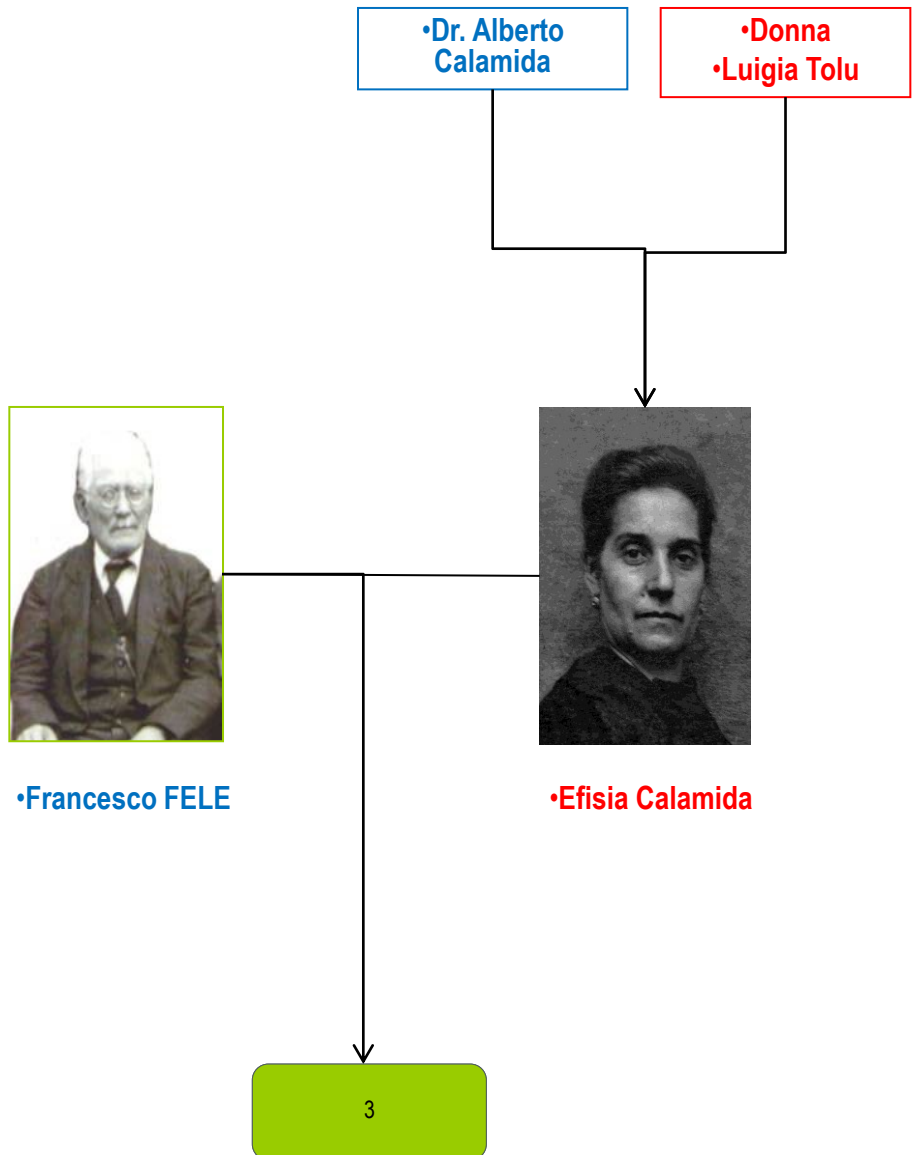 •Dr. Alberto
Calamida
•Donna
•Luigia Tolu
•Francesco FELE
•Efisia Calamida
3